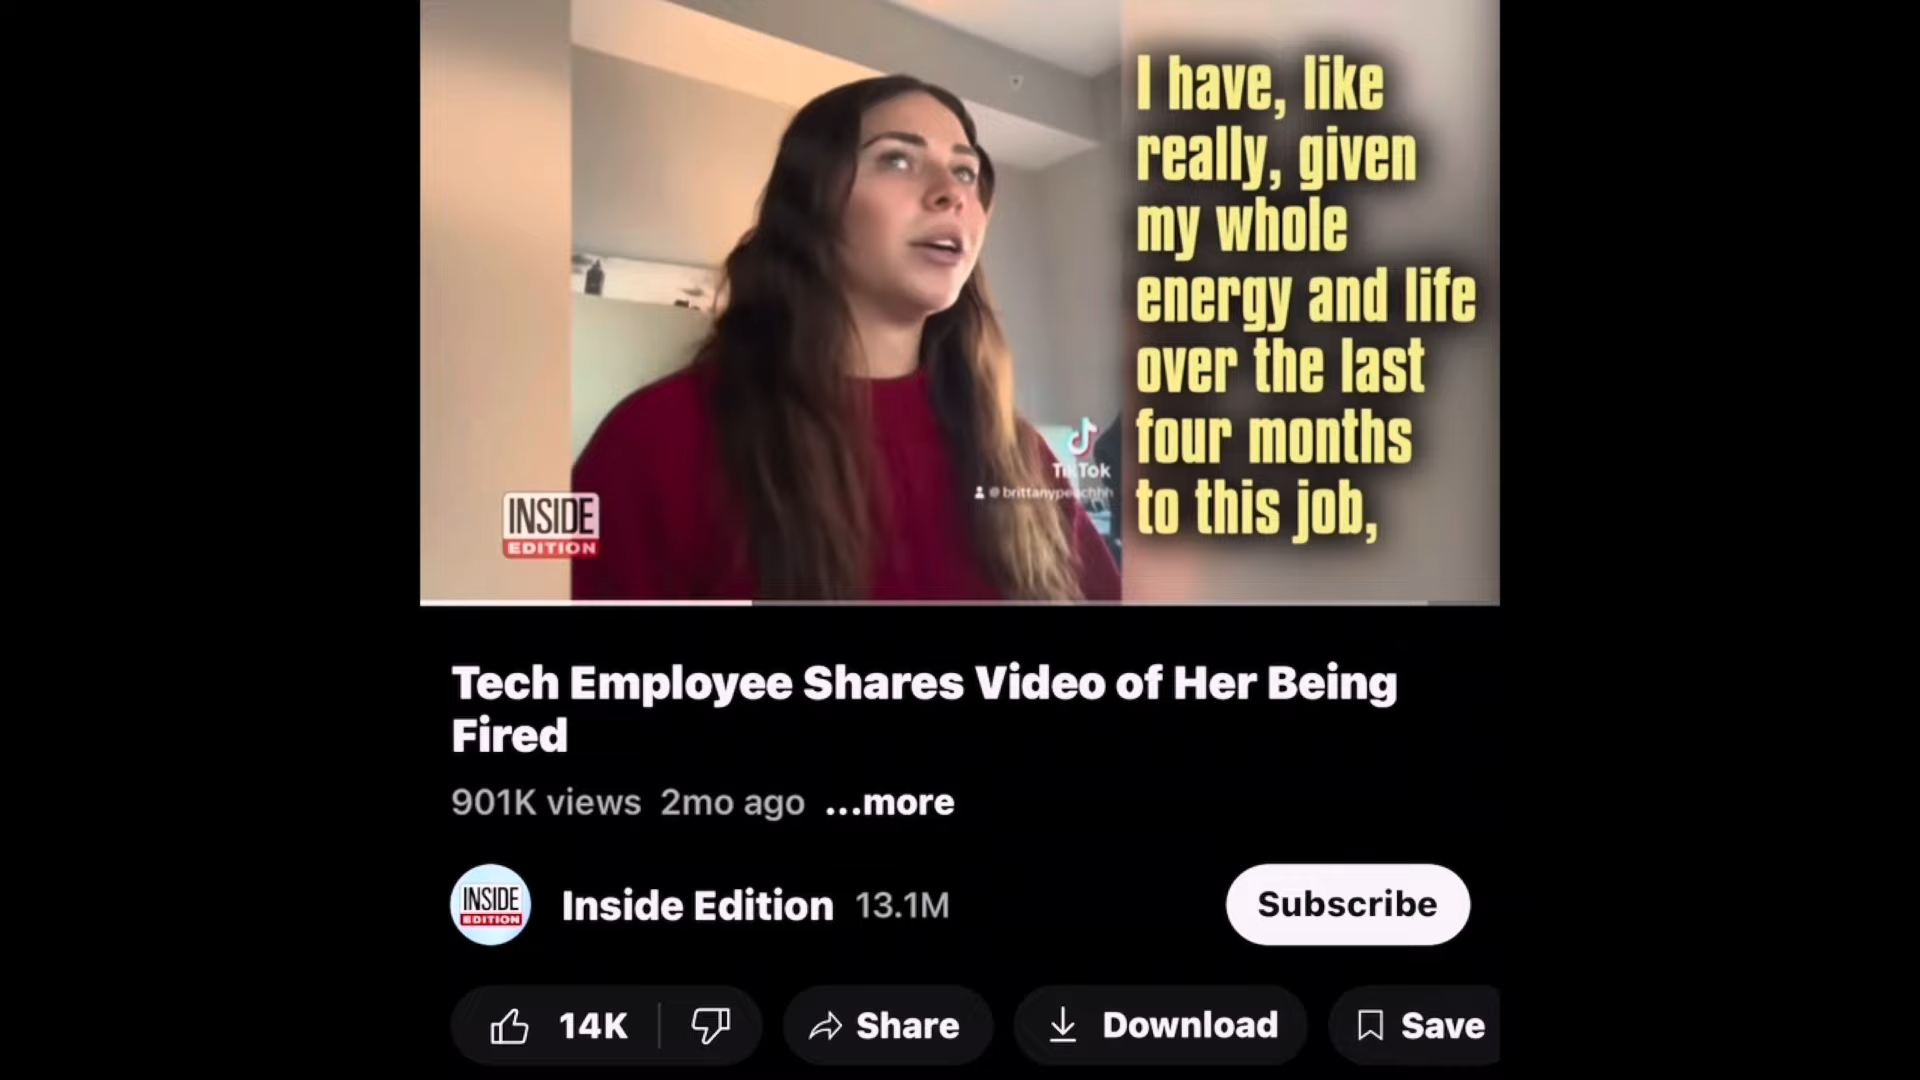 I have, like
really, given
my whole
energy and life
over the last
four months
to this job,
TikTok
@brittanypeachhh
INSIDE
EDITION
Tech Employee Shares Video of Her Being
Fired
901K views 2mo ago ...more
INSIDE
EDITION
Inside Edition 13.1M
Subscribe
14K
Share
Download
Save